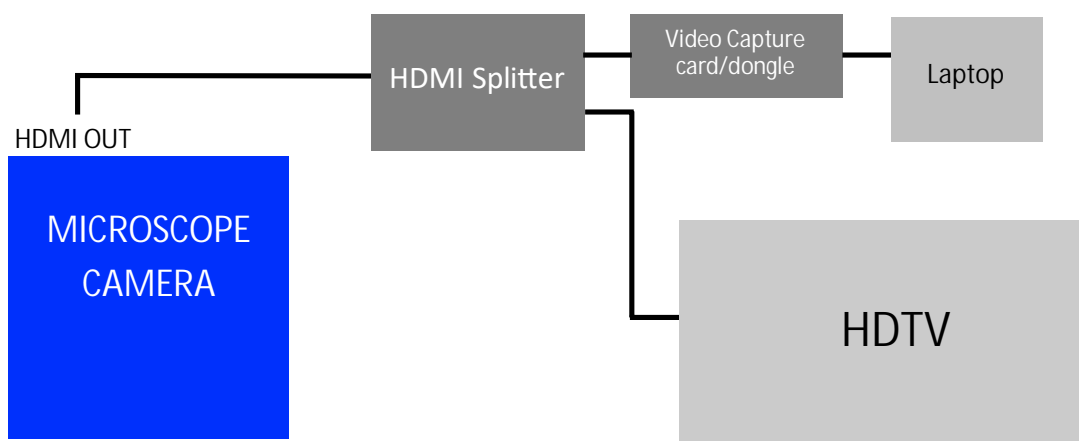 HDMI OUT
MICROSCOPE
CAMERA
HDMI Splitter
Video Capture
card/dongle
Laptop
HDTV